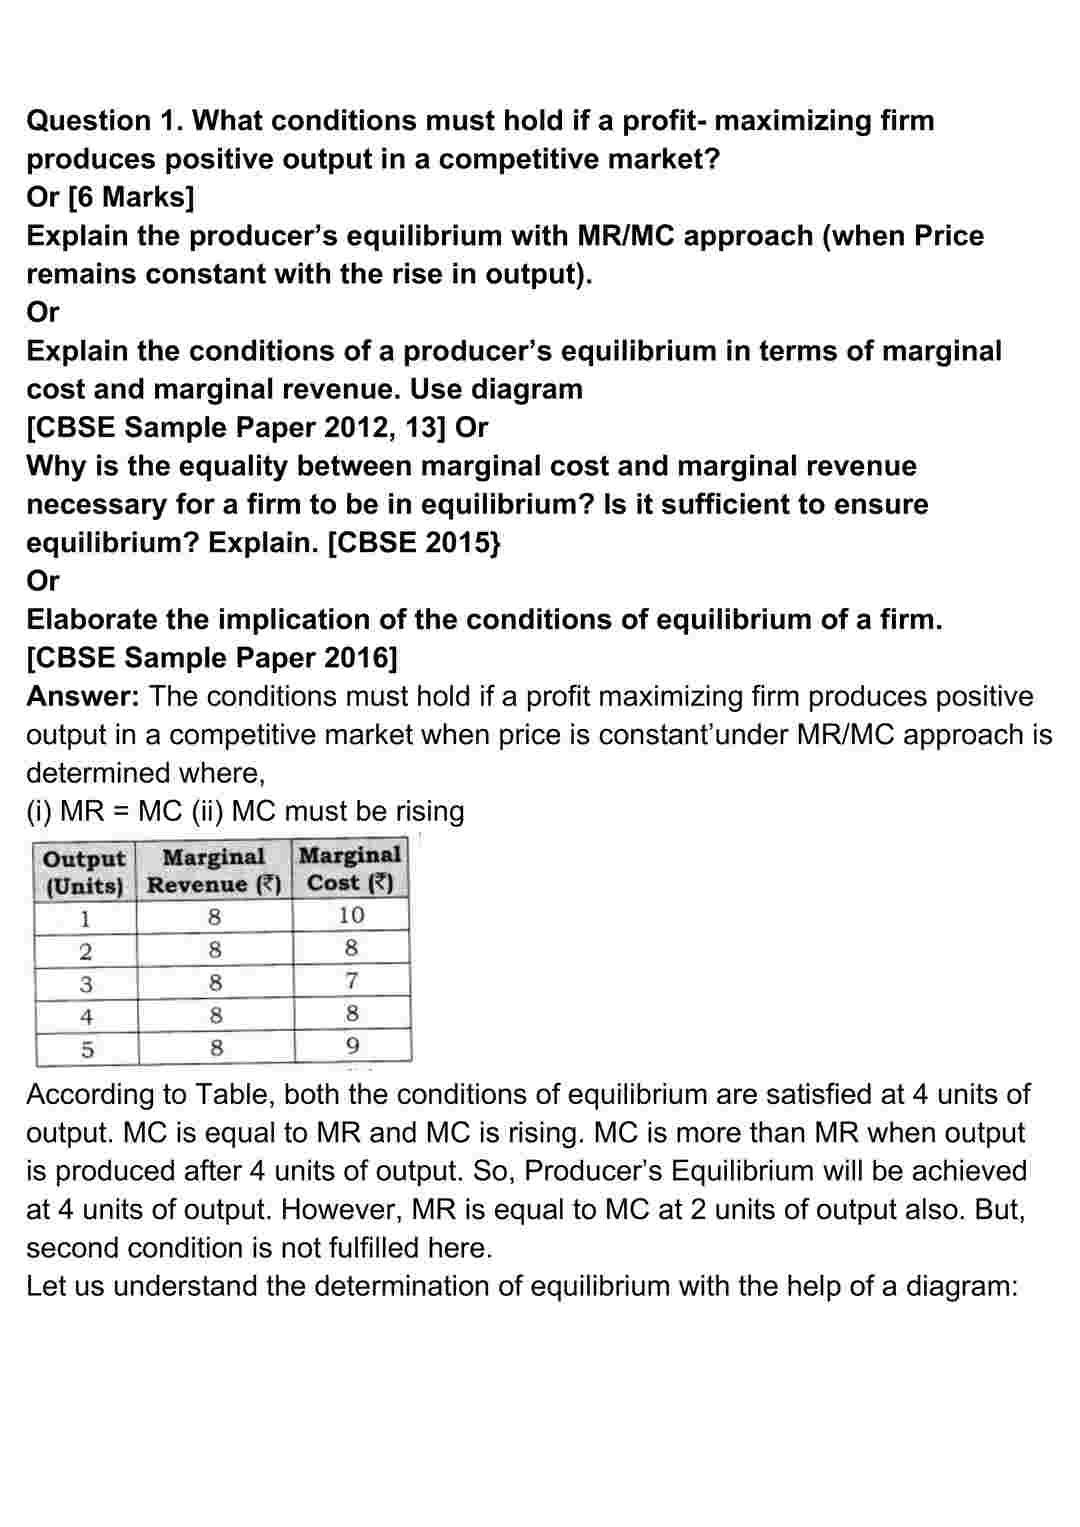 Question 1. What conditions must hold if a profit- maximizing firm
produces positive output in a competitive market?
Or [6 Marks]
Explain the producer’s equilibrium with MR/MC approach (when Price
remains constant with the rise in output).
Or
Explain the conditions of a producer’s equilibrium in terms of marginal
cost and marginal revenue. Use diagram
[CBSE Sample Paper 2012, 13] Or
Why is the equality between marginal cost and marginal revenue
necessary for a firm to be in equilibrium? Is it sufficient to ensure
equilibrium? Explain. [CBSE 2015}
Or
Elaborate the implication of the conditions of equilibrium of a firm.
[CBSE Sample Paper 2016]
Answer: The conditions must hold if a profit maximizing firm produces positive
output in a competitive market when price is constant’under MR/MC approach is
determined where,
(i) MR = MC (ii) MC must be rising
Output Marginal Marginal
(Units) Revenue (₹) Cost (₹)
1 8 10
2 8 8
3 8 7
4 8 8
5 8 9
According to Table, both the conditions of equilibrium are satisfied at 4 units of
output. MC is equal to MR and MC is rising. MC is more than MR when output
is produced after 4 units of output. So, Producer’s Equilibrium will be achieved
at 4 units of output. However, MR is equal to MC at 2 units of output also. But,
second condition is not fulfilled here.
Let us understand the determination of equilibrium with the help of a diagram: